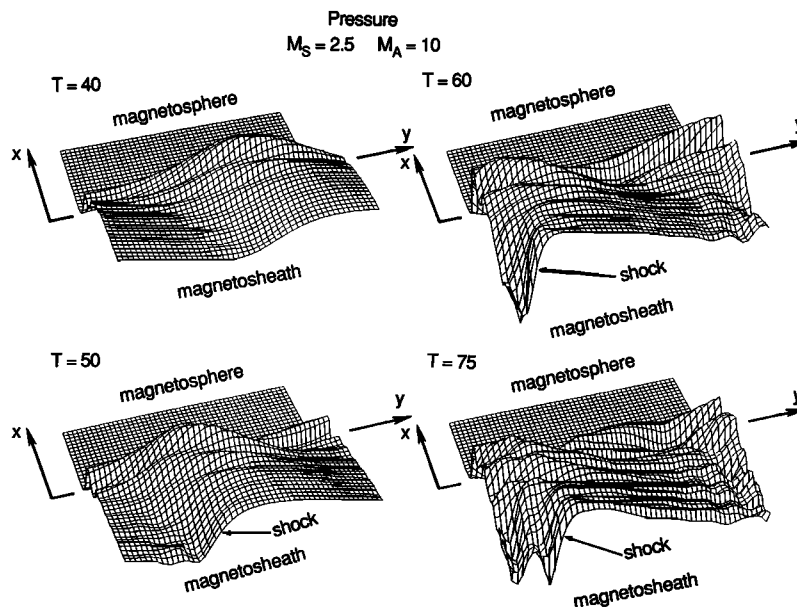 Pressure
M_S = 2.5 M_A = 10
T = 40
magnetosphere
x
y
magnetosheath
T = 60
magnetosphere
x
y
shock
magnetosheath
T = 50
magnetosphere
x
y
shock
magnetosheath
T = 75
magnetosphere
x
y
shock
magnetosheath